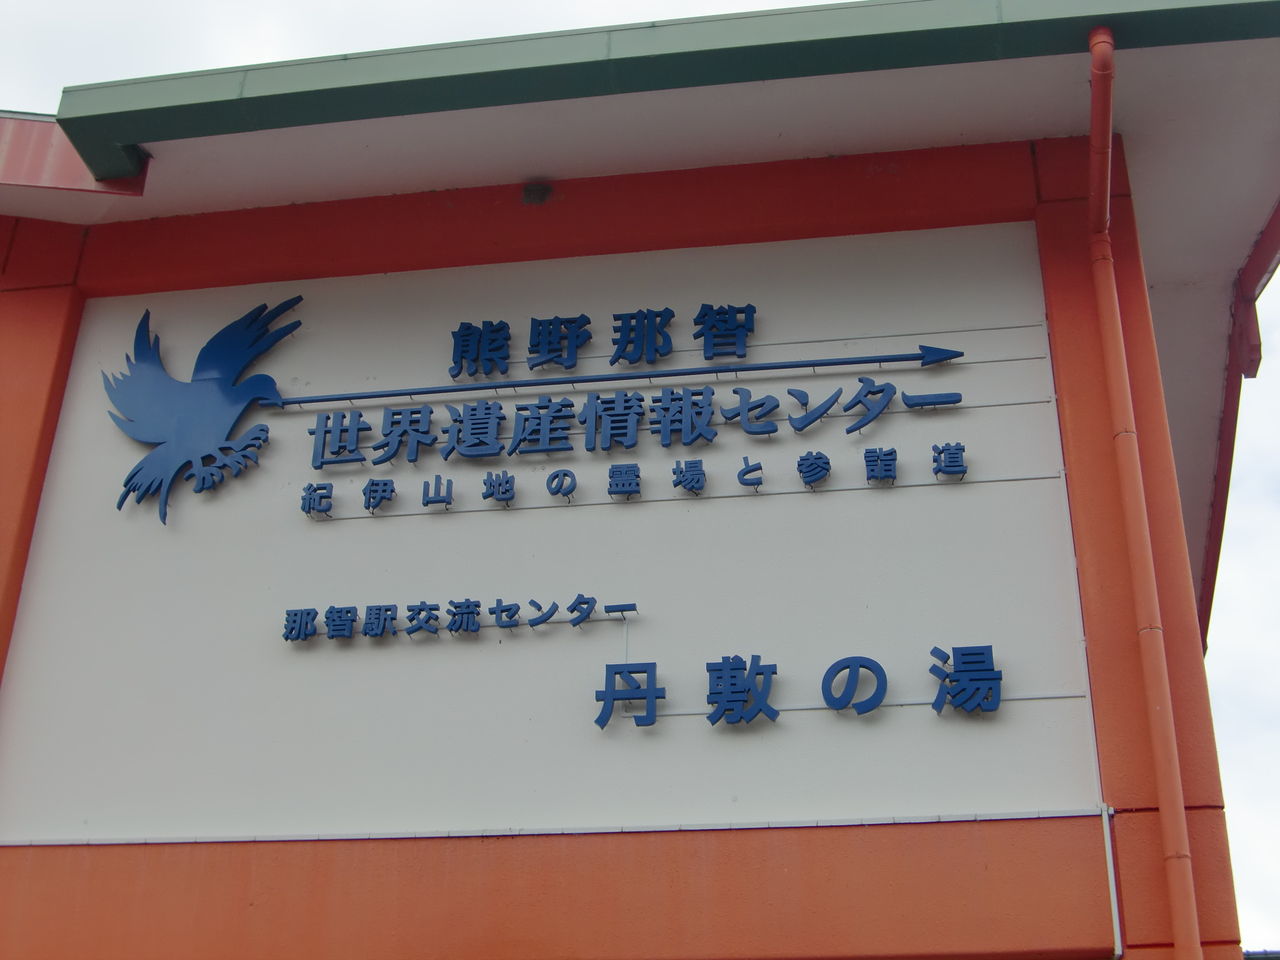 熊野那智
世界遺産情報センター
紀伊山地の霊場と参詣道
那智駅交流センター
丹敷の湯